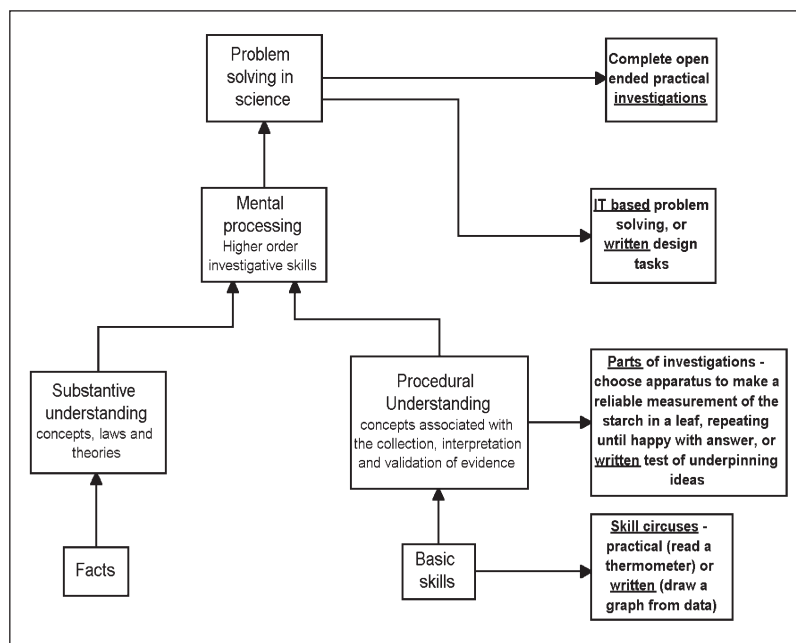 Problem
solving in
science
Complete open
ended practical
investigations
Mental
processing
Higher order
investigative skills
IT based problem
solving, or
written design
tasks
Substantive
understanding
concepts, laws and
theories
Procedural
Understanding
concepts associated with
the collection, interpretation
and validation of evidence
Parts of investigations -
choose apparatus to make a
reliable measurement of the
starch in a leaf, repeating
until happy with answer, or
written test of underpinning
ideas
Facts
Basic
skills
Skill circuses -
practical (read a
thermometer) or
written (draw a
graph from data)